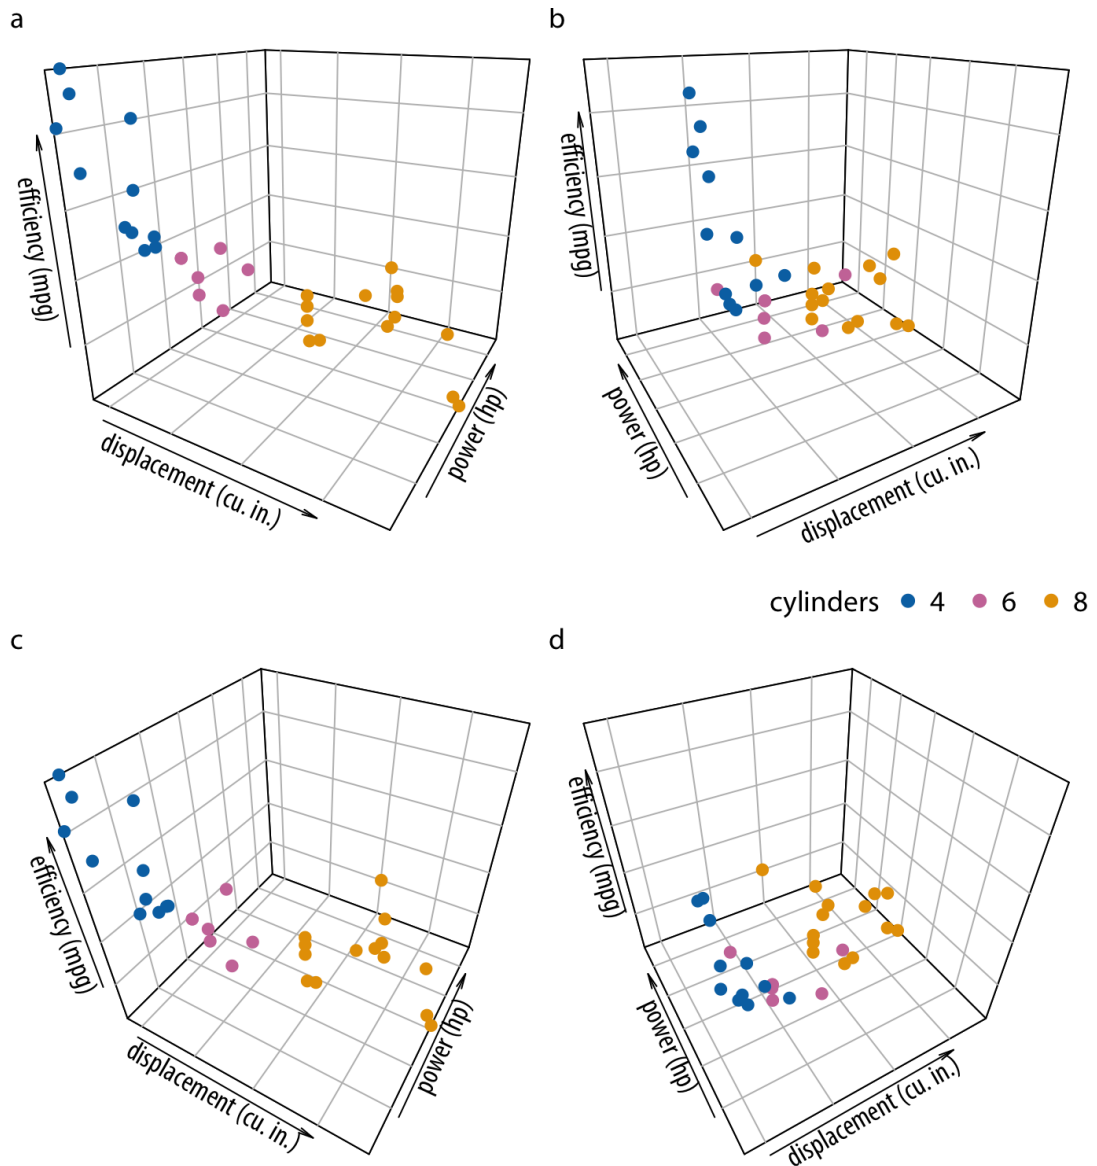 a
b
efficiency (mpg)
displacement (cu. in.)
power (hp)
efficiency (mpg)
power (hp)
displacement (cu. in.)
cylinders 4 6 8
c
d
efficiency (mpg)
displacement (cu. in.)
power (hp)
efficiency (mpg)
power (hp)
displacement (cu. in.)